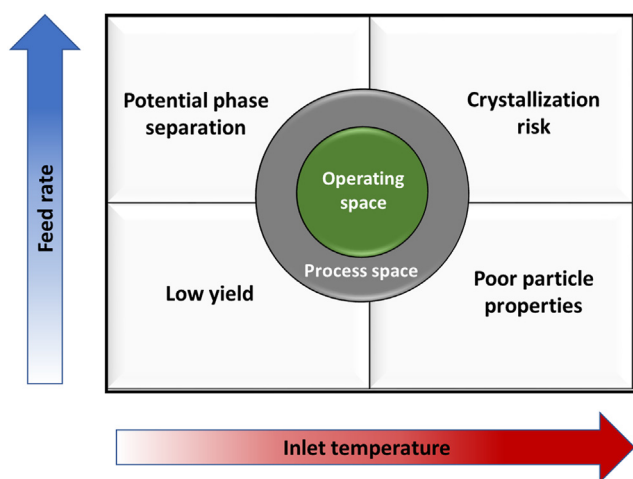 Feed rate
Potential phase
separation
Crystallization
risk
Operating
space
Process space
Low yield
Poor particle
properties
Inlet temperature